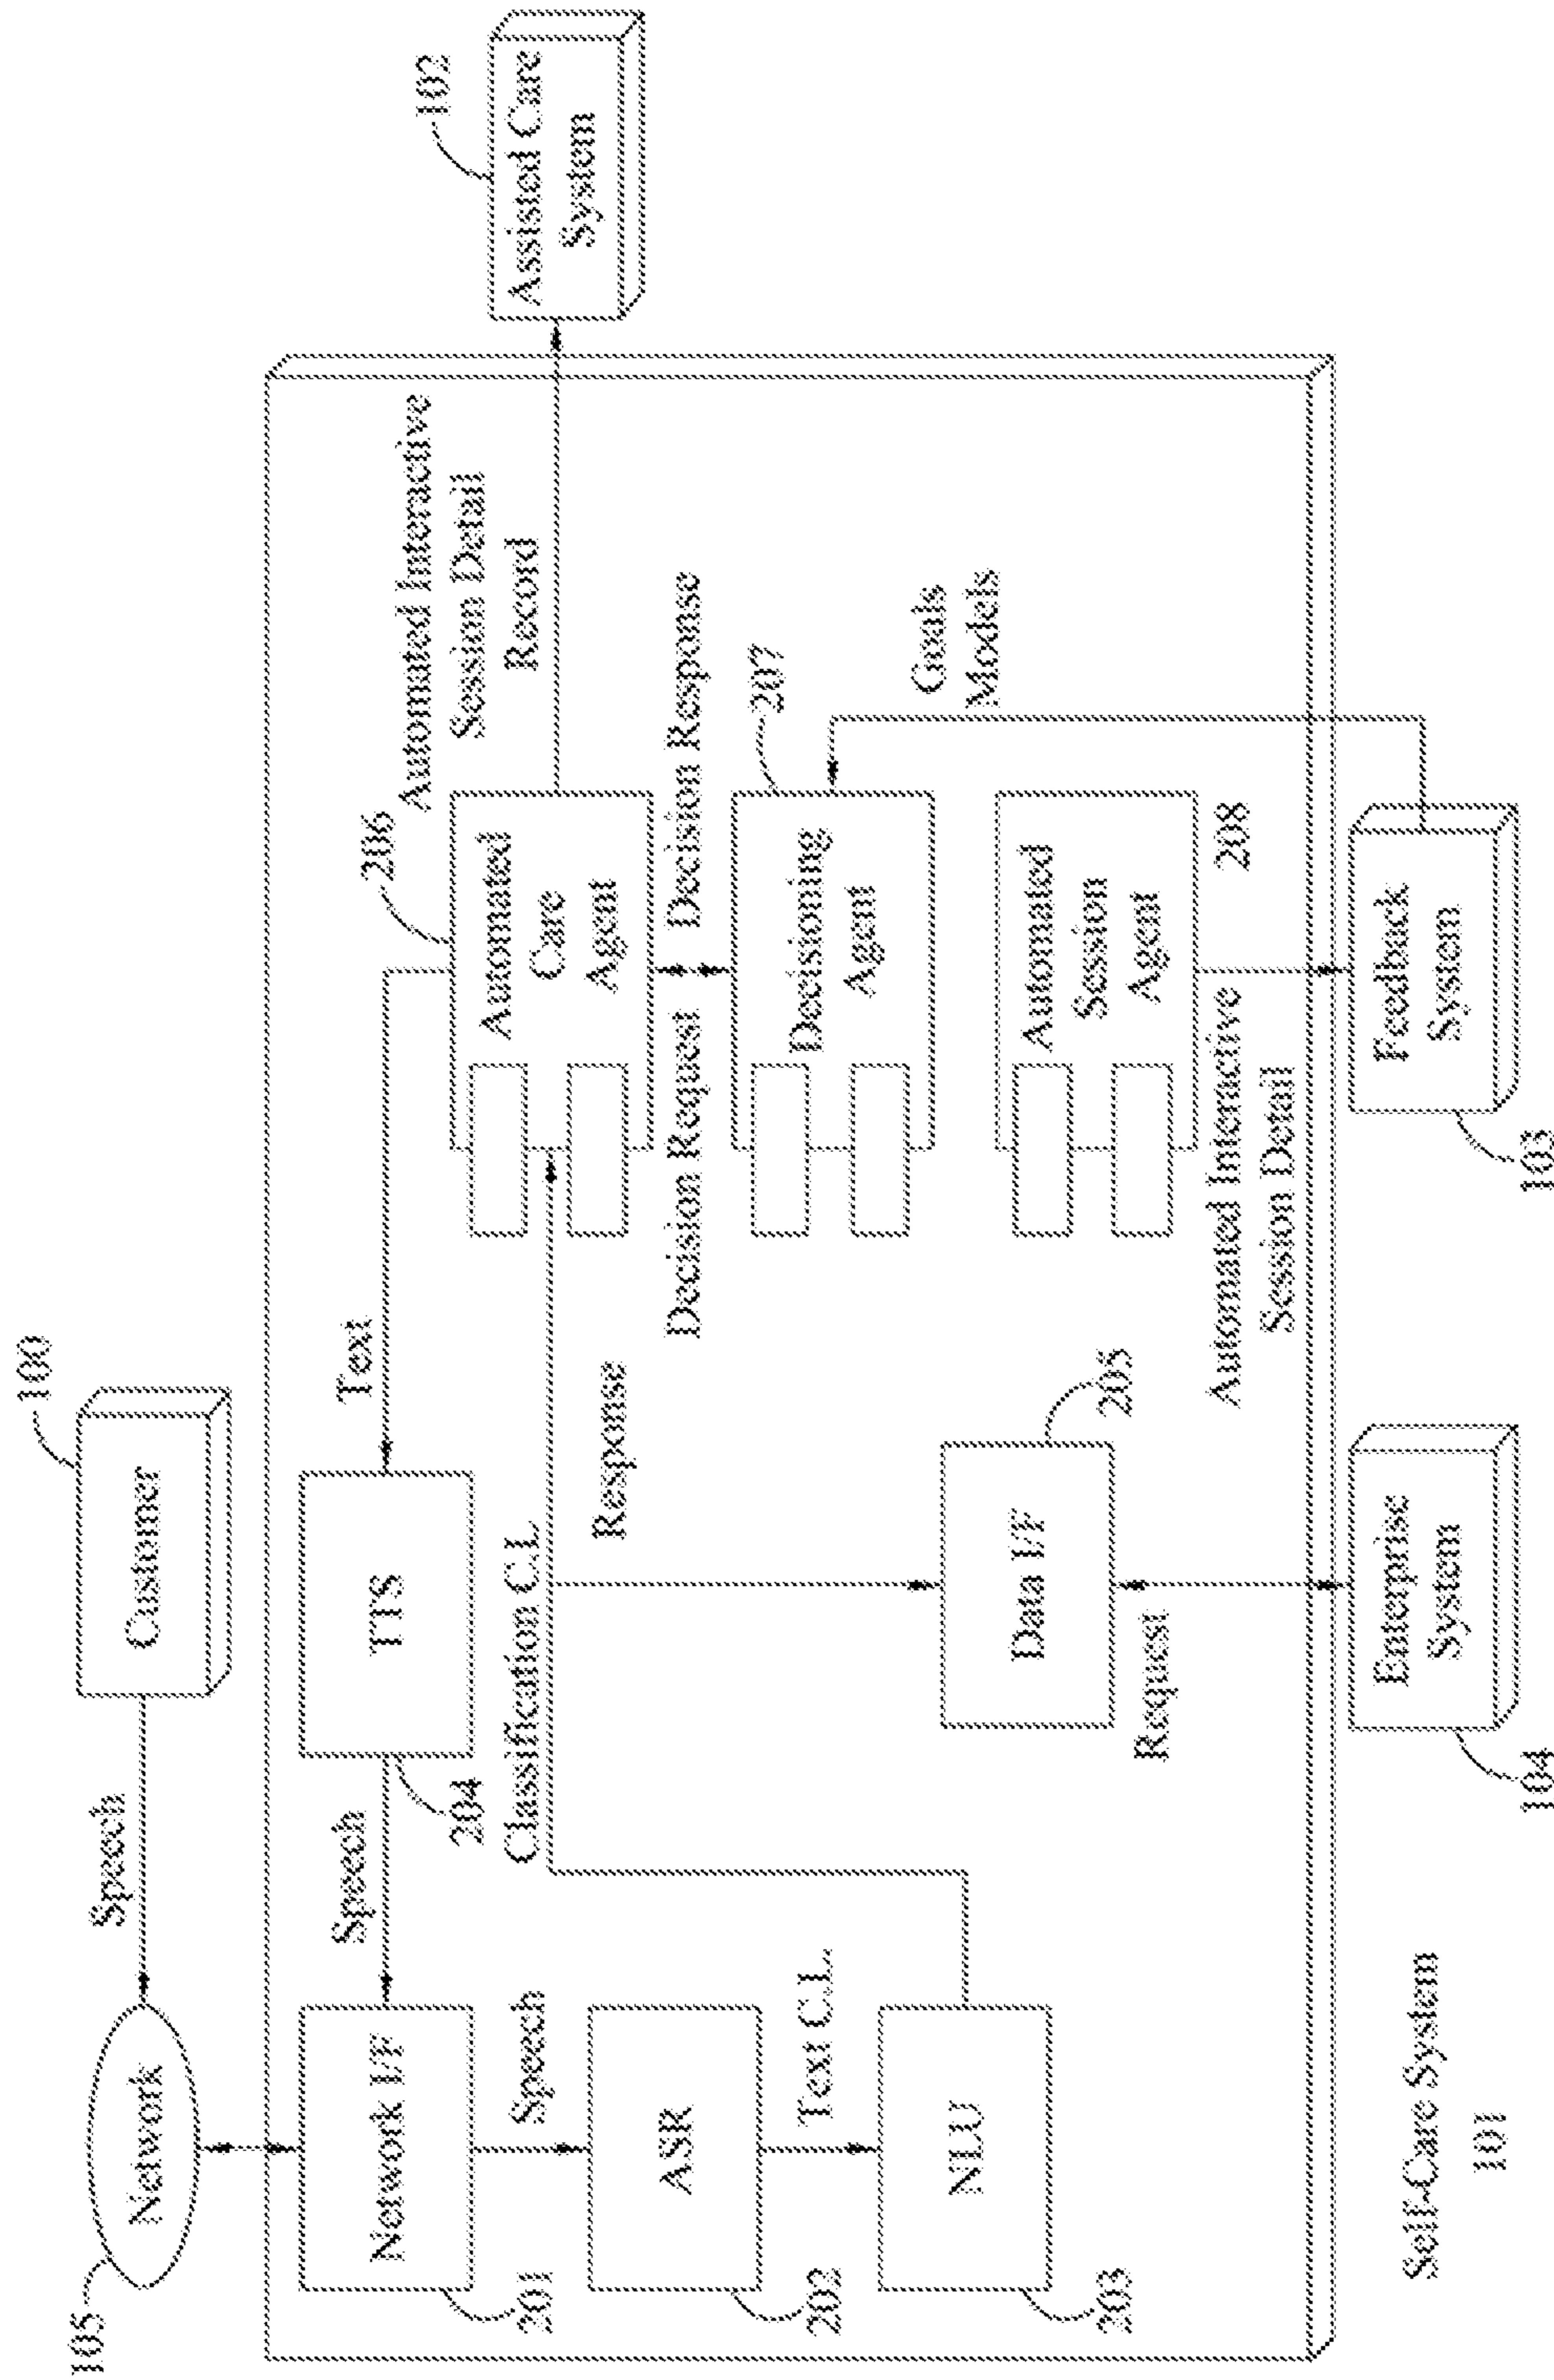 105
Network
Speech
Customer
100
Network I/F
201
Speech
TTS
204
Text
206
Automated Interactive
Session Detail
Record
102
Assisted Care
System
Speech
ASR
202
Text C.L.
NLU
203
Classification C.L
Response
Automated
Care
Agent
Decision Request
Decision Response
Decisioning
Agent
207
Goals
Models
Data I/F
205
Request
Automated
Session
Agent
208
Automated Interactive
Session Detail
Enterprise
System
104
Feedback
System
103
Self-Care System
101